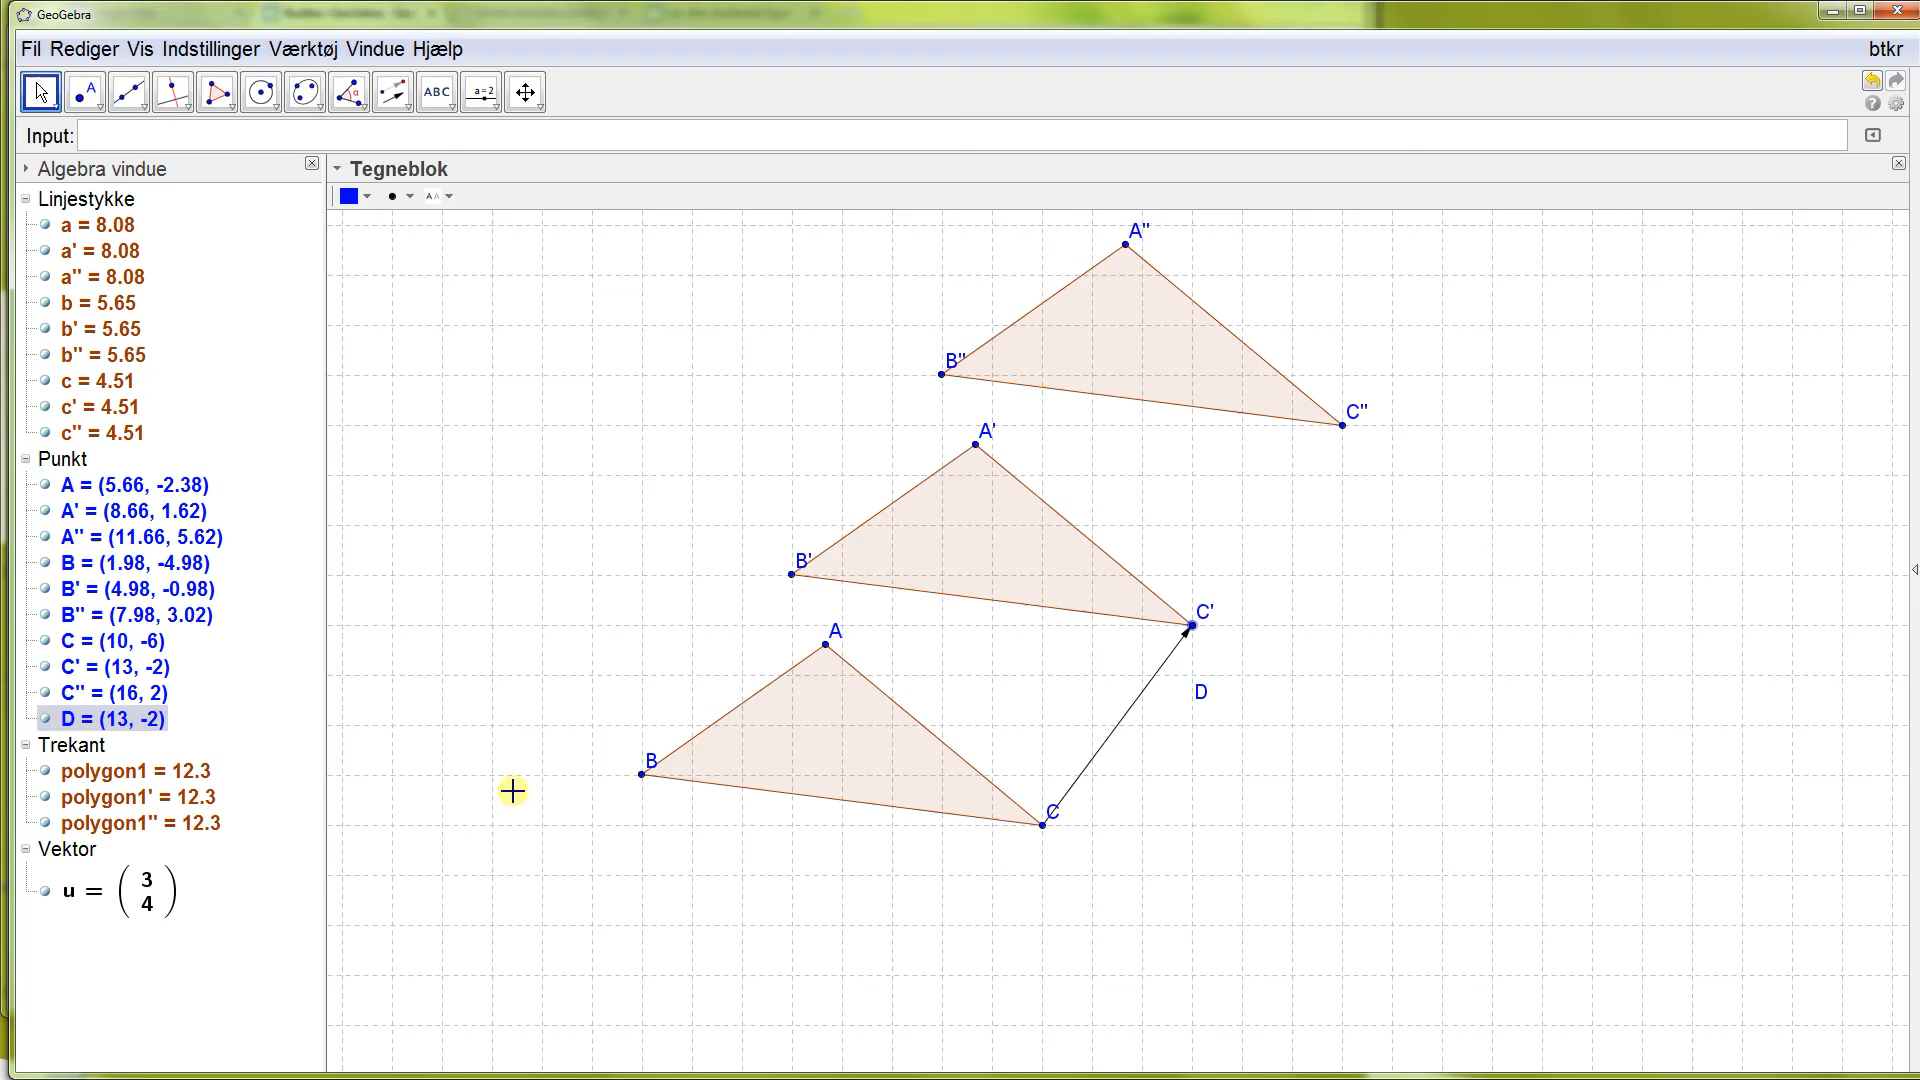 GeoGebra
Fil Rediger Vis Indstillinger Værktøj Vindue Hjælp
btkr
A
α
ABC
a=2
Input:
Algebra vindue
Tegneblok
A A
Linjestykke
a = 8.08
a' = 8.08
a'' = 8.08
b = 5.65
b' = 5.65
b'' = 5.65
c = 4.51
c' = 4.51
c'' = 4.51
Punkt
A = (5.66, -2.38)
A' = (8.66, 1.62)
A'' = (11.66, 5.62)
B = (1.98, -4.98)
B' = (4.98, -0.98)
B'' = (7.98, 3.02)
C = (10, -6)
C' = (13, -2)
C'' = (16, 2)
D = (13, -2)
Trekant
polygon1 = 12.3
polygon1' = 12.3
polygon1'' = 12.3
Vektor
u = ( 3
4 )
A''
B''
C''
A'
B'
C'
A
D
B
C